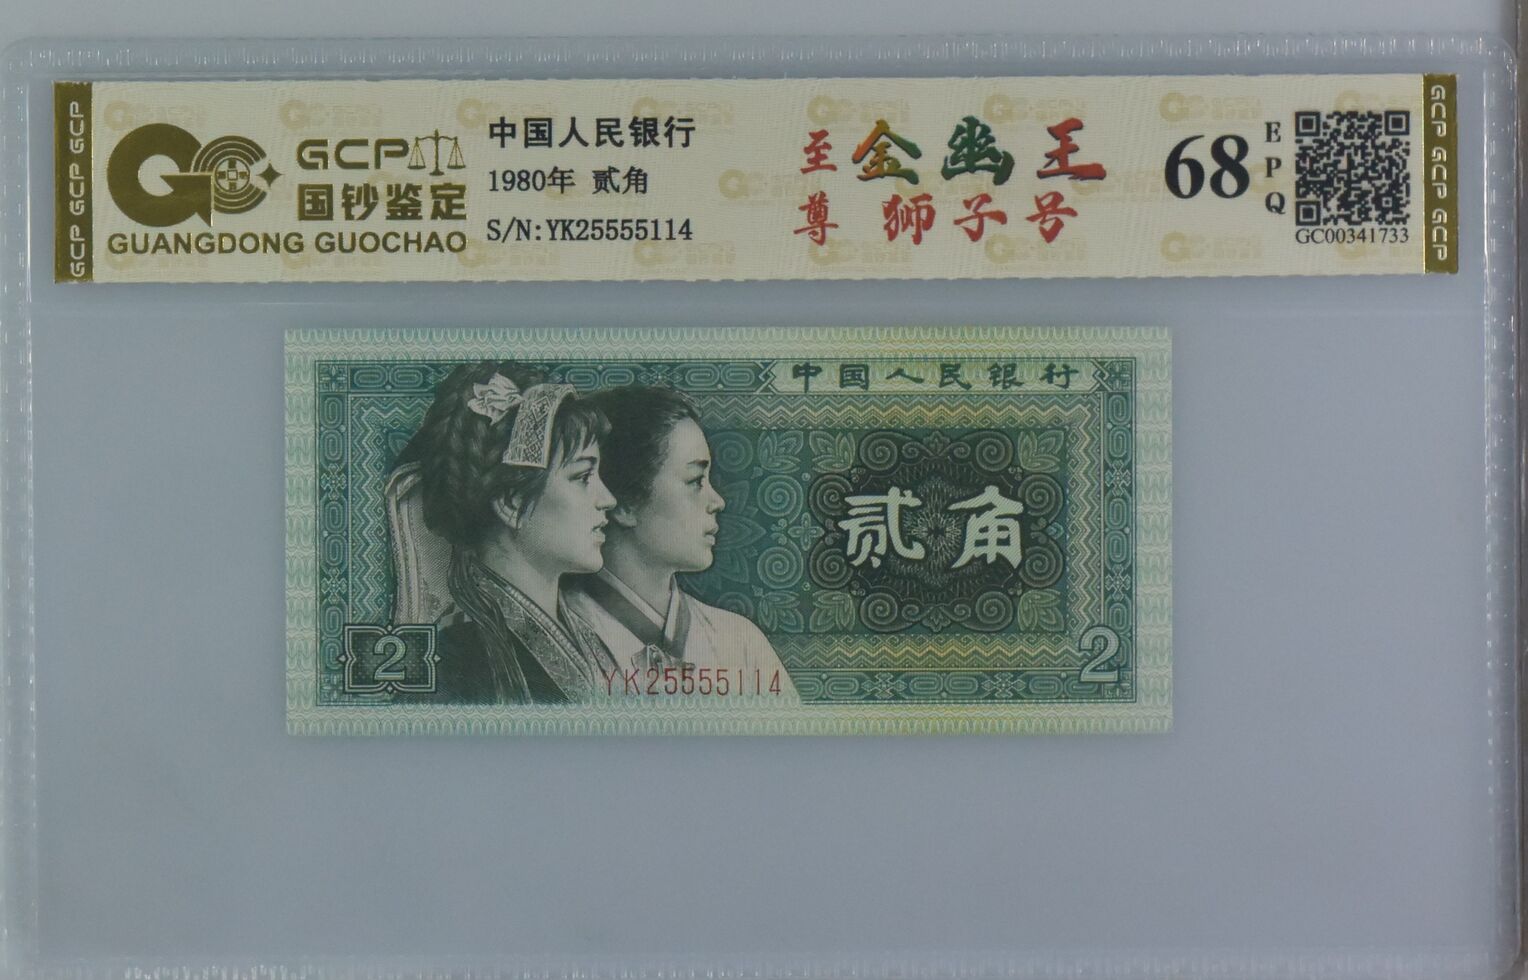 GCP GCP GCP
GCP
国钞鉴定
GUANGDONG GUOCHAO
中国人民银行
1980年 贰角
S/N:YK25555114
至尊
金幽王
狮子号
68
EPQ
GC00341733
GCP GCP GCP
中国人民银行
贰角
2
2
YK25555114